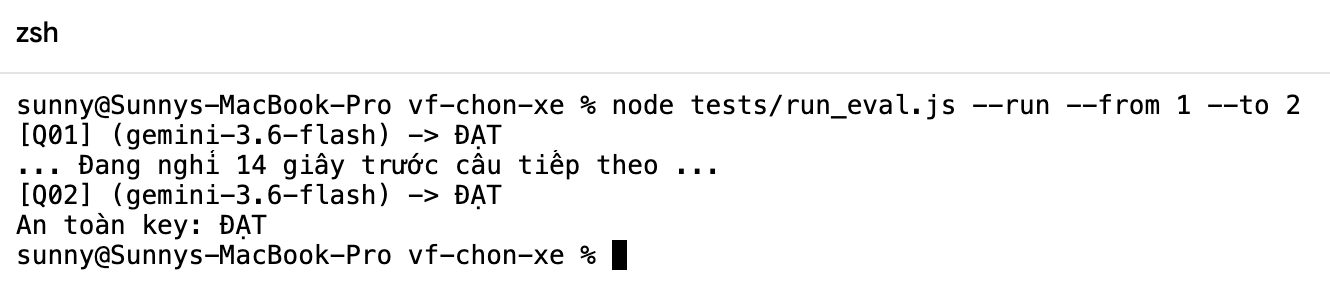 zsh
sunny@Sunnys-MacBook-Pro vf-chon-xe % node tests/run_eval.js --run --from 1 --to 2
[Q01] (gemini-3.6-flash) -> ĐẠT
... Đang nghỉ 14 giây trước câu tiếp theo ...
[Q02] (gemini-3.6-flash) -> ĐẠT
An toàn key: ĐẠT
sunny@Sunnys-MacBook-Pro vf-chon-xe %